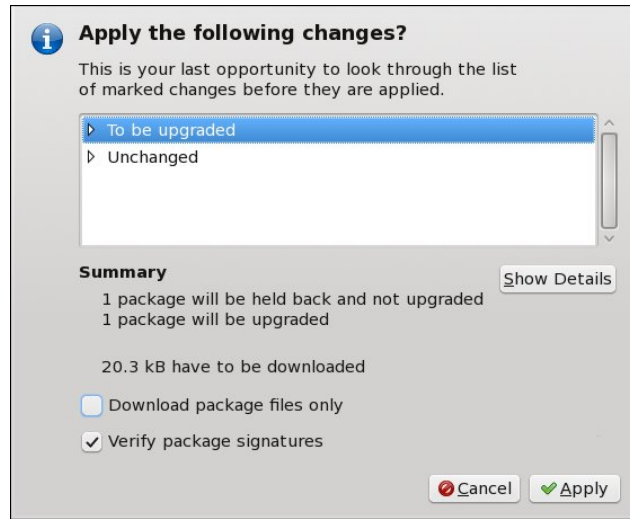 Apply the following changes?
This is your last opportunity to look through the list
of marked changes before they are applied.
To be upgraded
Unchanged
Summary
Show Details
1 package will be held back and not upgraded
1 package will be upgraded
20.3 kB have to be downloaded
Download package files only
Verify package signatures
Cancel
Apply